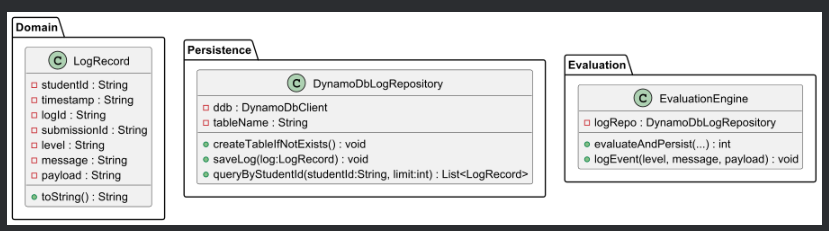 Domain
C LogRecord
studentId : String
timestamp : String
logId : String
submissionId : String
level : String
message : String
payload : String
toString() : String
Persistence
C DynamoDbLogRepository
ddb : DynamoDbClient
tableName : String
createTableIfNotExists() : void
saveLog(log:LogRecord) : void
queryByStudentId(studentId:String, limit:int) : List<LogRecord>
Evaluation
C EvaluationEngine
logRepo : DynamoDbLogRepository
evaluateAndPersist(...) : int
logEvent(level, message, payload) : void